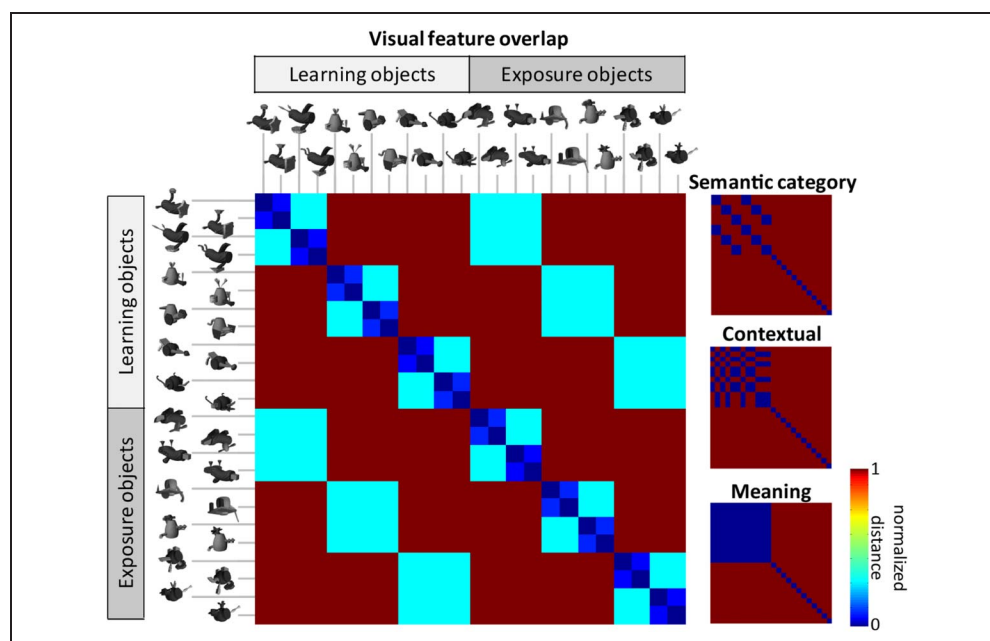 Visual feature overlap
Learning objects
Exposure objects
Learning objects
Exposure objects
Semantic category
Contextual
Meaning
1
normalized
distance
0